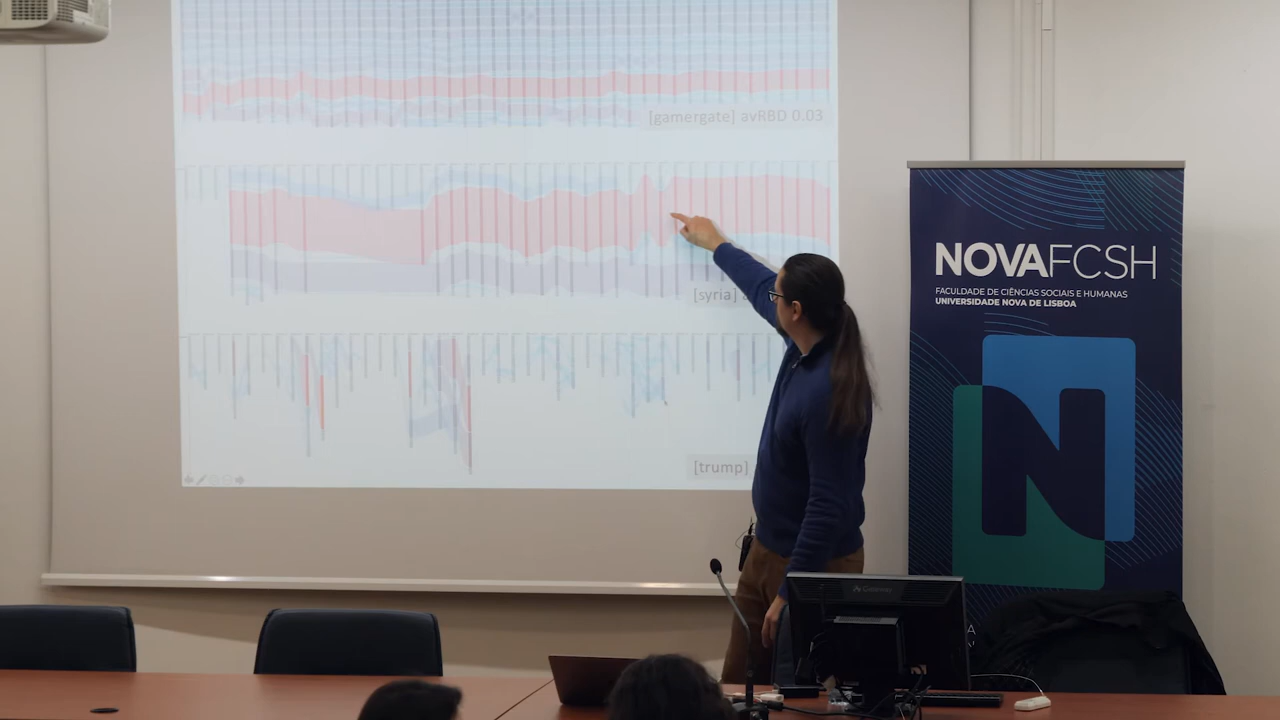 [gamergate] avRBD 0.03
[syria]
[trump]
NOVAFCSH
FACULDADE DE CIÊNCIAS SOCIAIS E HUMANAS
UNIVERSIDADE NOVA DE LISBOA
N